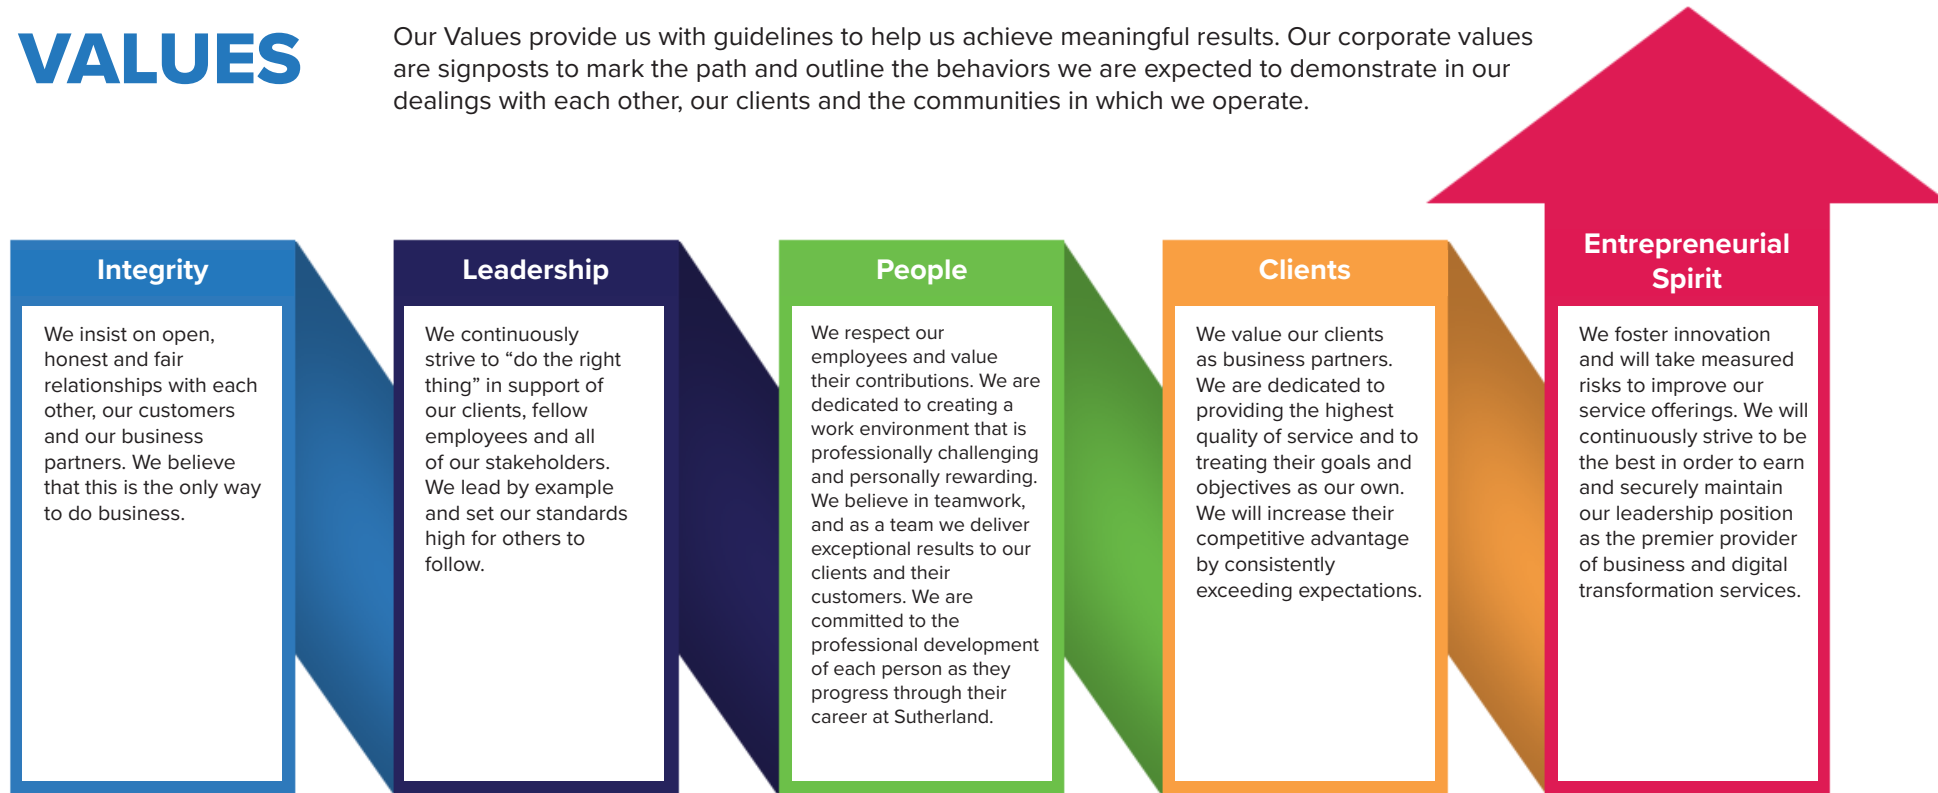 VALUES
Our Values provide us with guidelines to help us achieve meaningful results. Our corporate values
are signposts to mark the path and outline the behaviors we are expected to demonstrate in our
dealings with each other, our clients and the communities in which we operate.
Integrity
We insist on open,
honest and fair
relationships with each
other, our customers
and our business
partners. We believe
that this is the only way
to do business.
Leadership
We continuously
strive to “do the right
thing” in support of
our clients, fellow
employees and all
of our stakeholders.
We lead by example
and set our standards
high for others to
follow.
People
We respect our
employees and value
their contributions. We are
dedicated to creating a
work environment that is
professionally challenging
and personally rewarding.
We believe in teamwork,
and as a team we deliver
exceptional results to our
clients and their
customers. We are
committed to the
professional development
of each person as they
progress through their
career at Sutherland.
Clients
We value our clients
as business partners.
We are dedicated to
providing the highest
quality of service and to
treating their goals and
objectives as our own.
We will increase their
competitive advantage
by consistently
exceeding expectations.
Entrepreneurial
Spirit
We foster innovation
and will take measured
risks to improve our
service offerings. We will
continuously strive to be
the best in order to earn
and securely maintain
our leadership position
as the premier provider
of business and digital
transformation services.